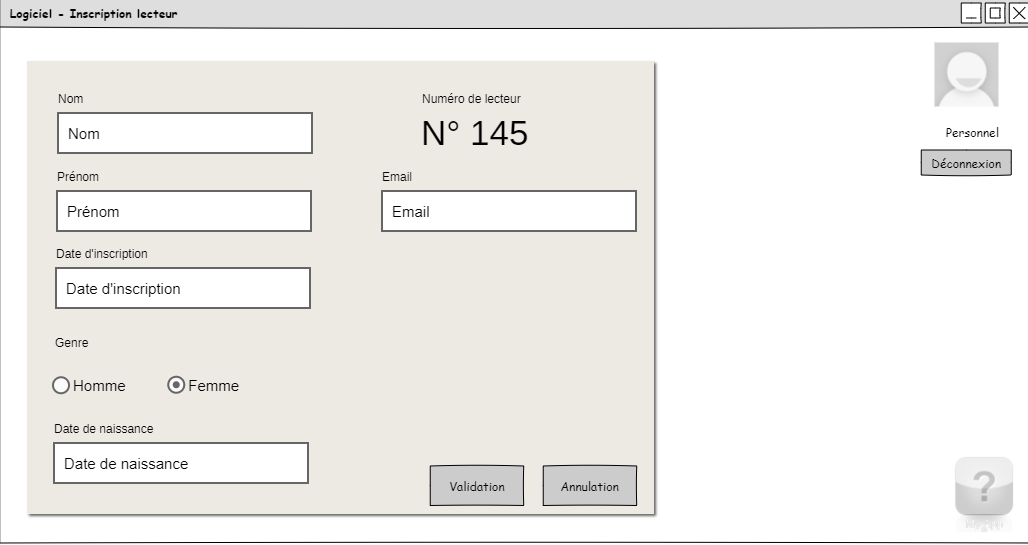 Logiciel - Inscription lecteur
Personnel
Déconnexion
Nom
Nom
Numéro de lecteur
N° 145
Prénom
Prénom
Email
Email
Date d'inscription
Date d'inscription
Genre
Homme
Femme
Date de naissance
Date de naissance
Validation
Annulation
?